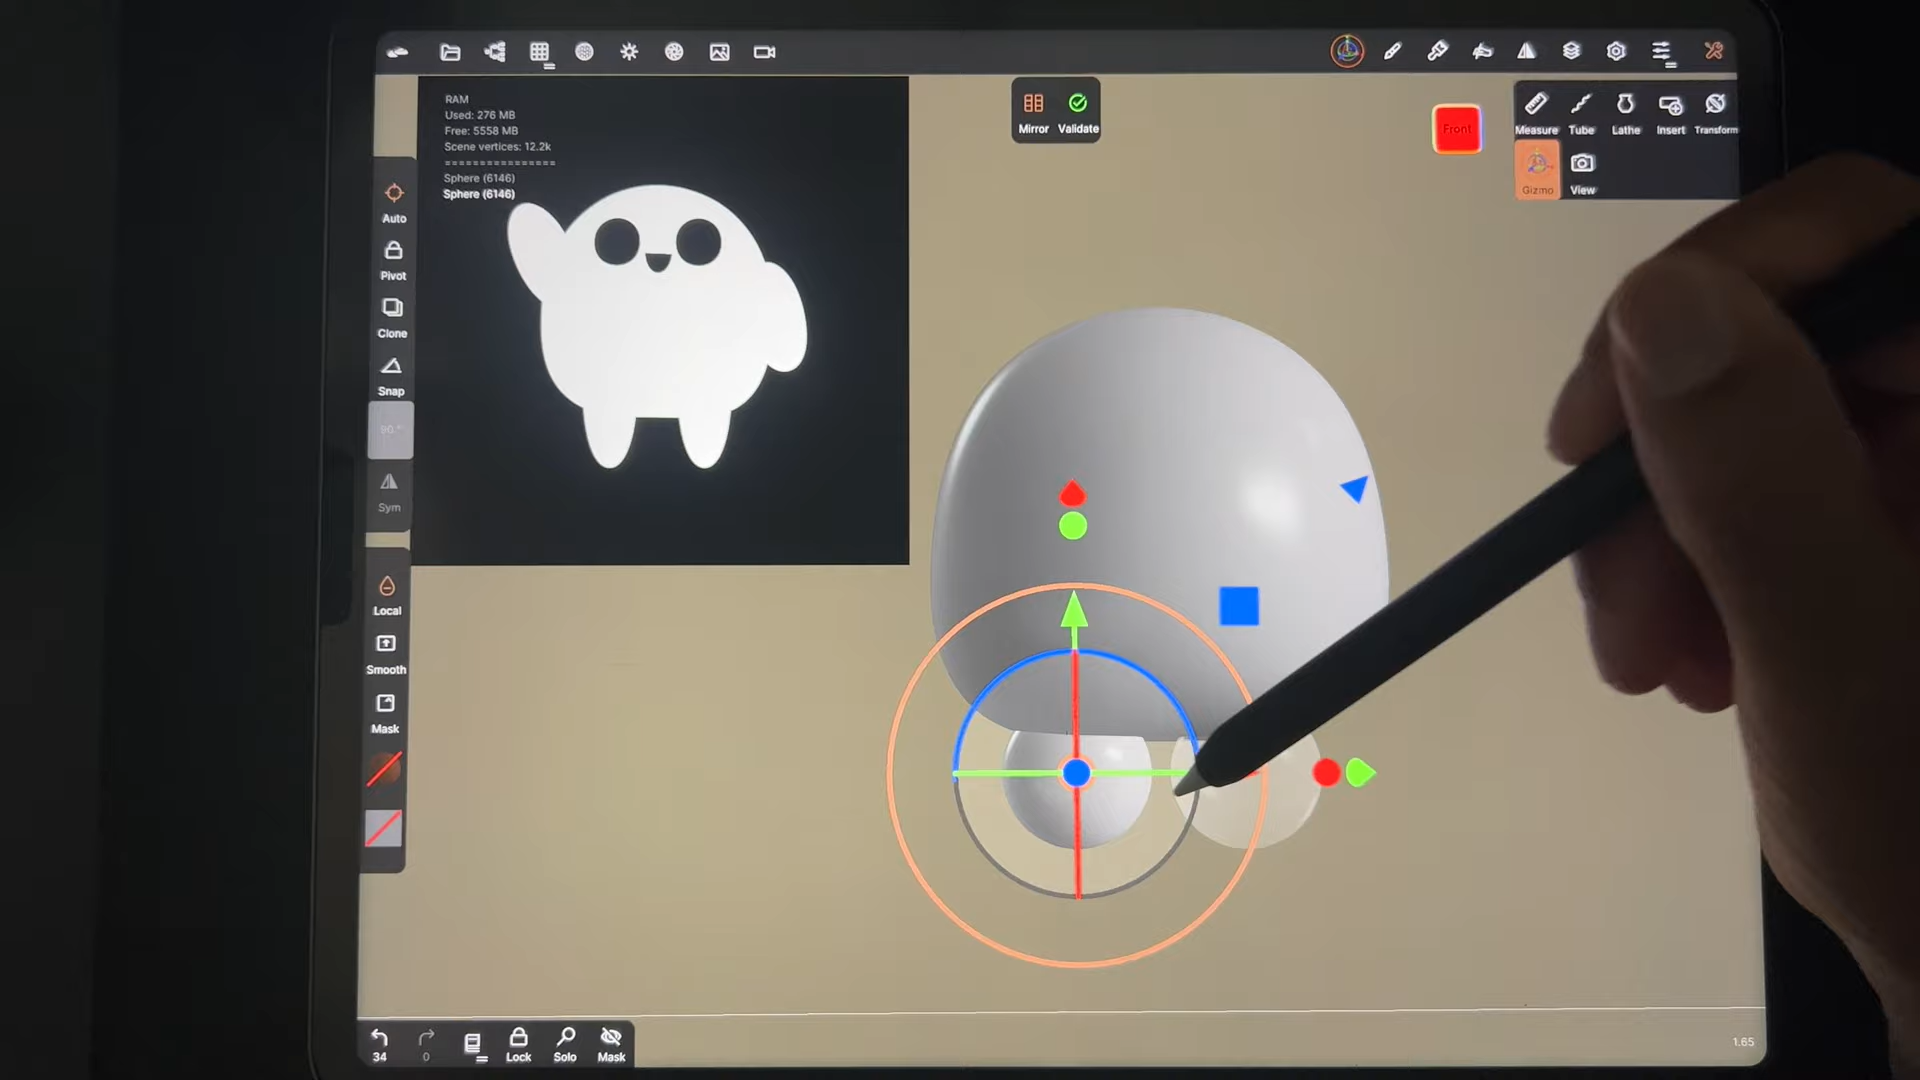 RAM
Used: 276 MB
Free: 5558 MB
Scene vertices: 12.2k
================
Sphere (6146)
Sphere (6146)
Mirror
Validate
Front
Measure
Tube
Lathe
Insert
Transform
Gizmo
View
Auto
Pivot
Clone
Snap
90.°
Sym
Local
Smooth
Mask
34
0
Lock
Solo
Mask
1.65